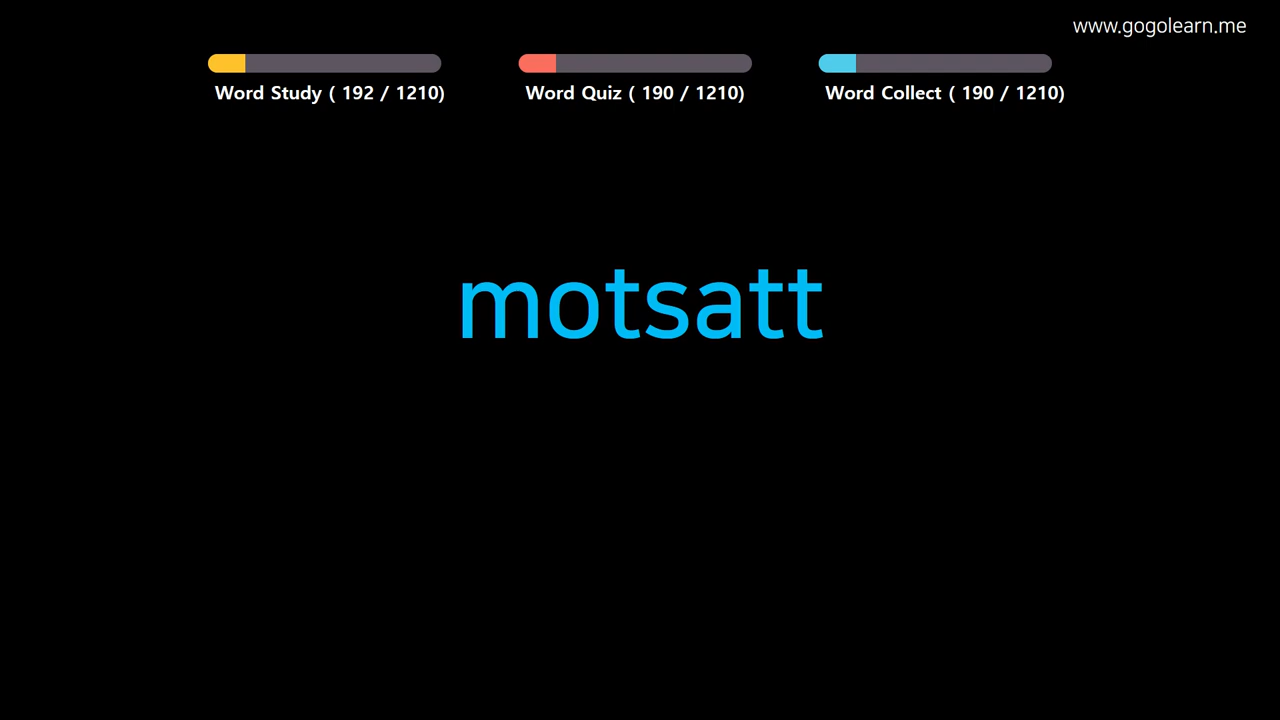 www.gogolearn.me
Word Study ( 192 / 1210)
Word Quiz ( 190 / 1210)
Word Collect ( 190 / 1210)
motsatt